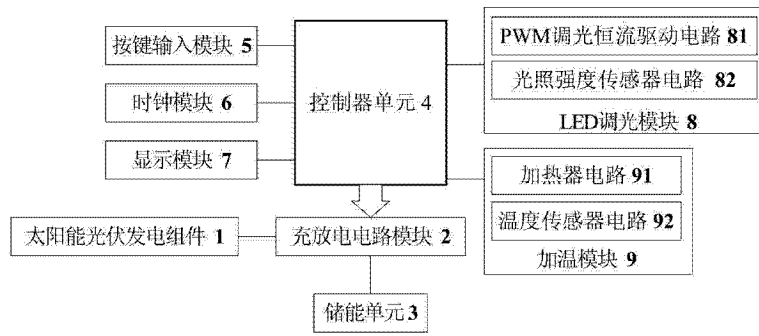 按键输入模块 5
时钟模块 6
显示模块 7
控制器单元 4
PWM调光恒流驱动电路 81
光照强度传感器电路 82
LED调光模块 8
加热器电路 91
温度传感器电路 92
加温模块 9
太阳能光伏发电组件 1
充放电电路模块 2
储能单元 3